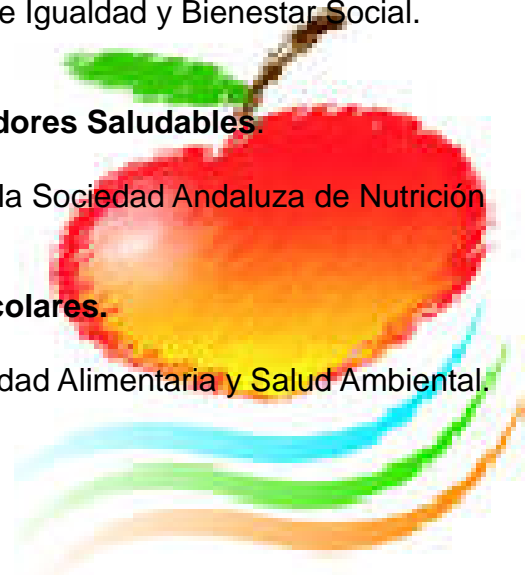 e Igualdad y Bienestar Social.
dores Saludables.
la Sociedad Andaluza de Nutrición
colares.
dad Alimentaria y Salud Ambiental.